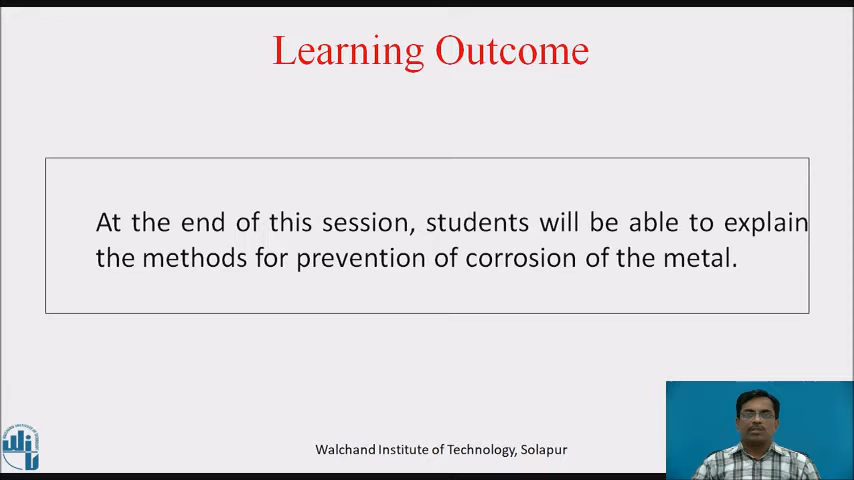 Learning Outcome
At the end of this session, students will be able to explain
the methods for prevention of corrosion of the metal.
Walchand Institute of Technology, Solapur